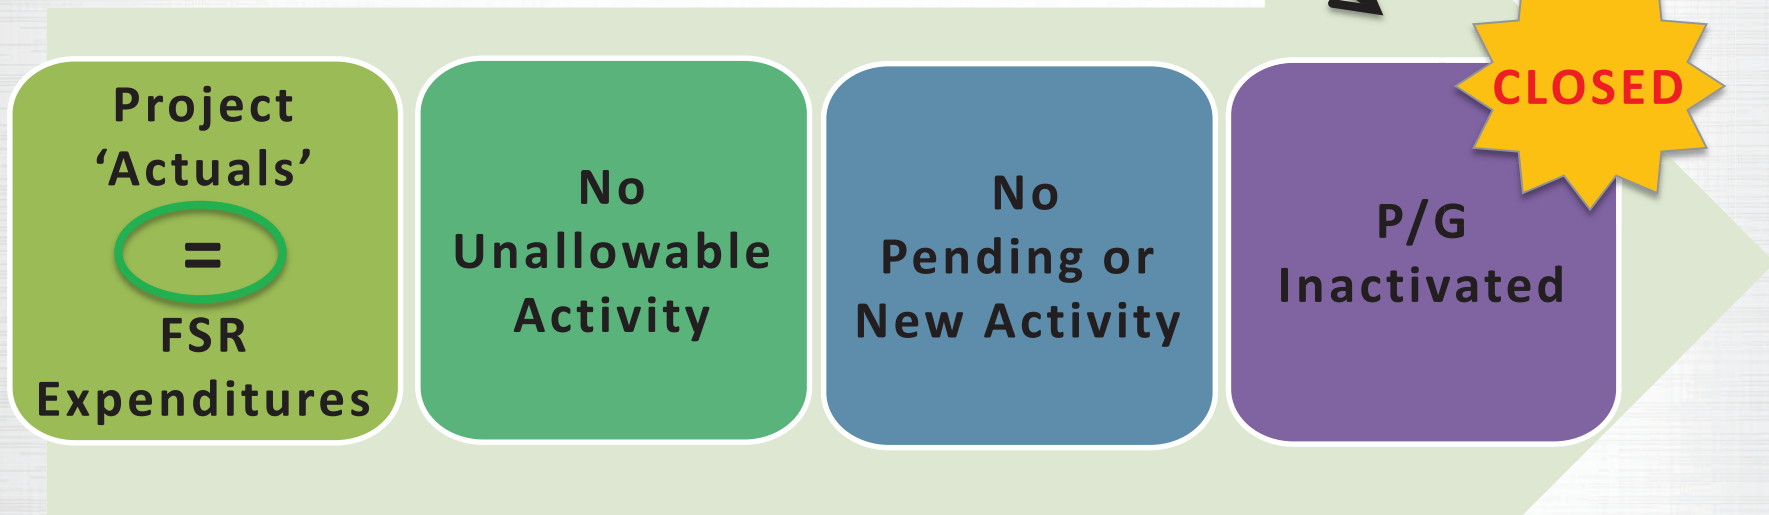 Project
‘Actuals’
=
FSR
Expenditures
No
Unallowable
Activity
No
Pending or
New Activity
P/G
Inactivated
CLOSED